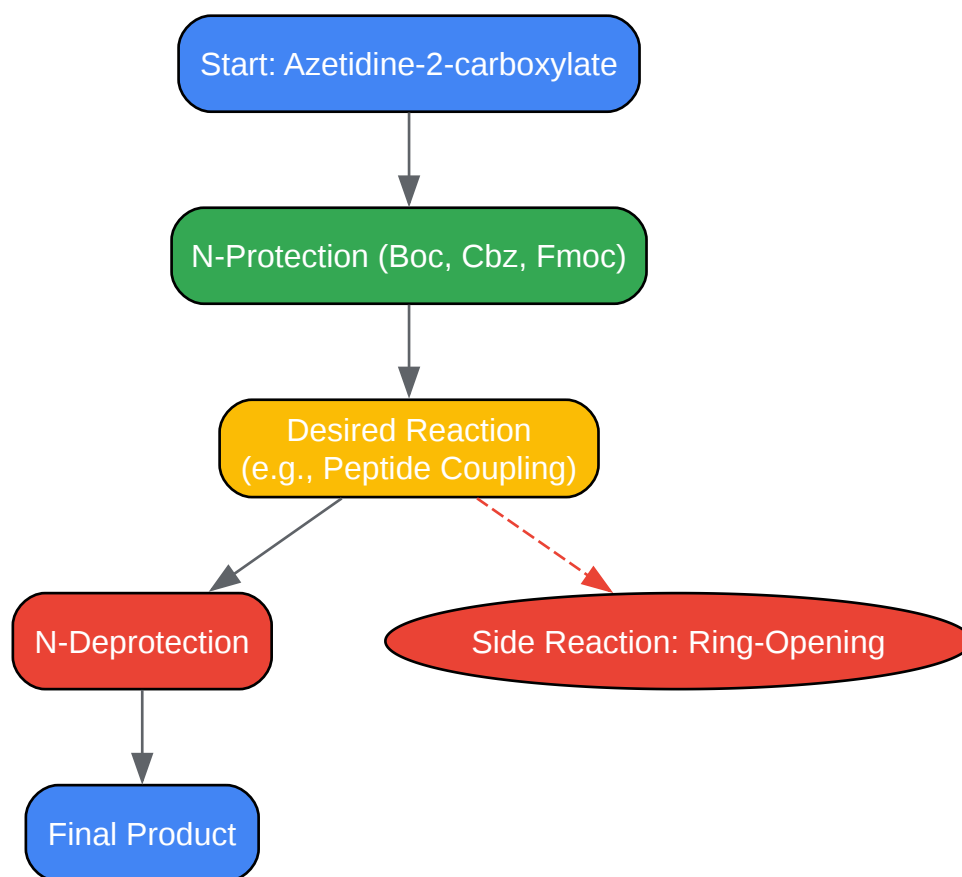 Start: Azetidine-2-carboxylate
N-Protection (Boc, Cbz, Fmoc)
Desired Reaction
(e.g., Peptide Coupling)
N-Deprotection
Side Reaction: Ring-Opening
Final Product